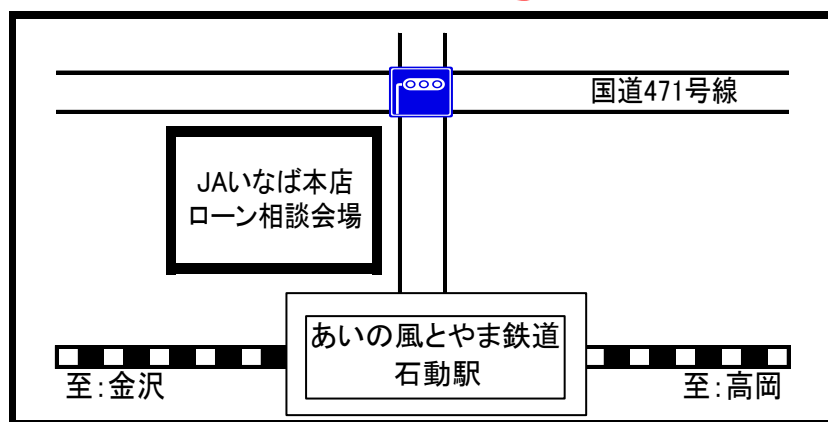 国道471号線
JAいなば本店
ローン相談会場
あいの風とやま鉄道
石動駅
至:金沢
至:高岡